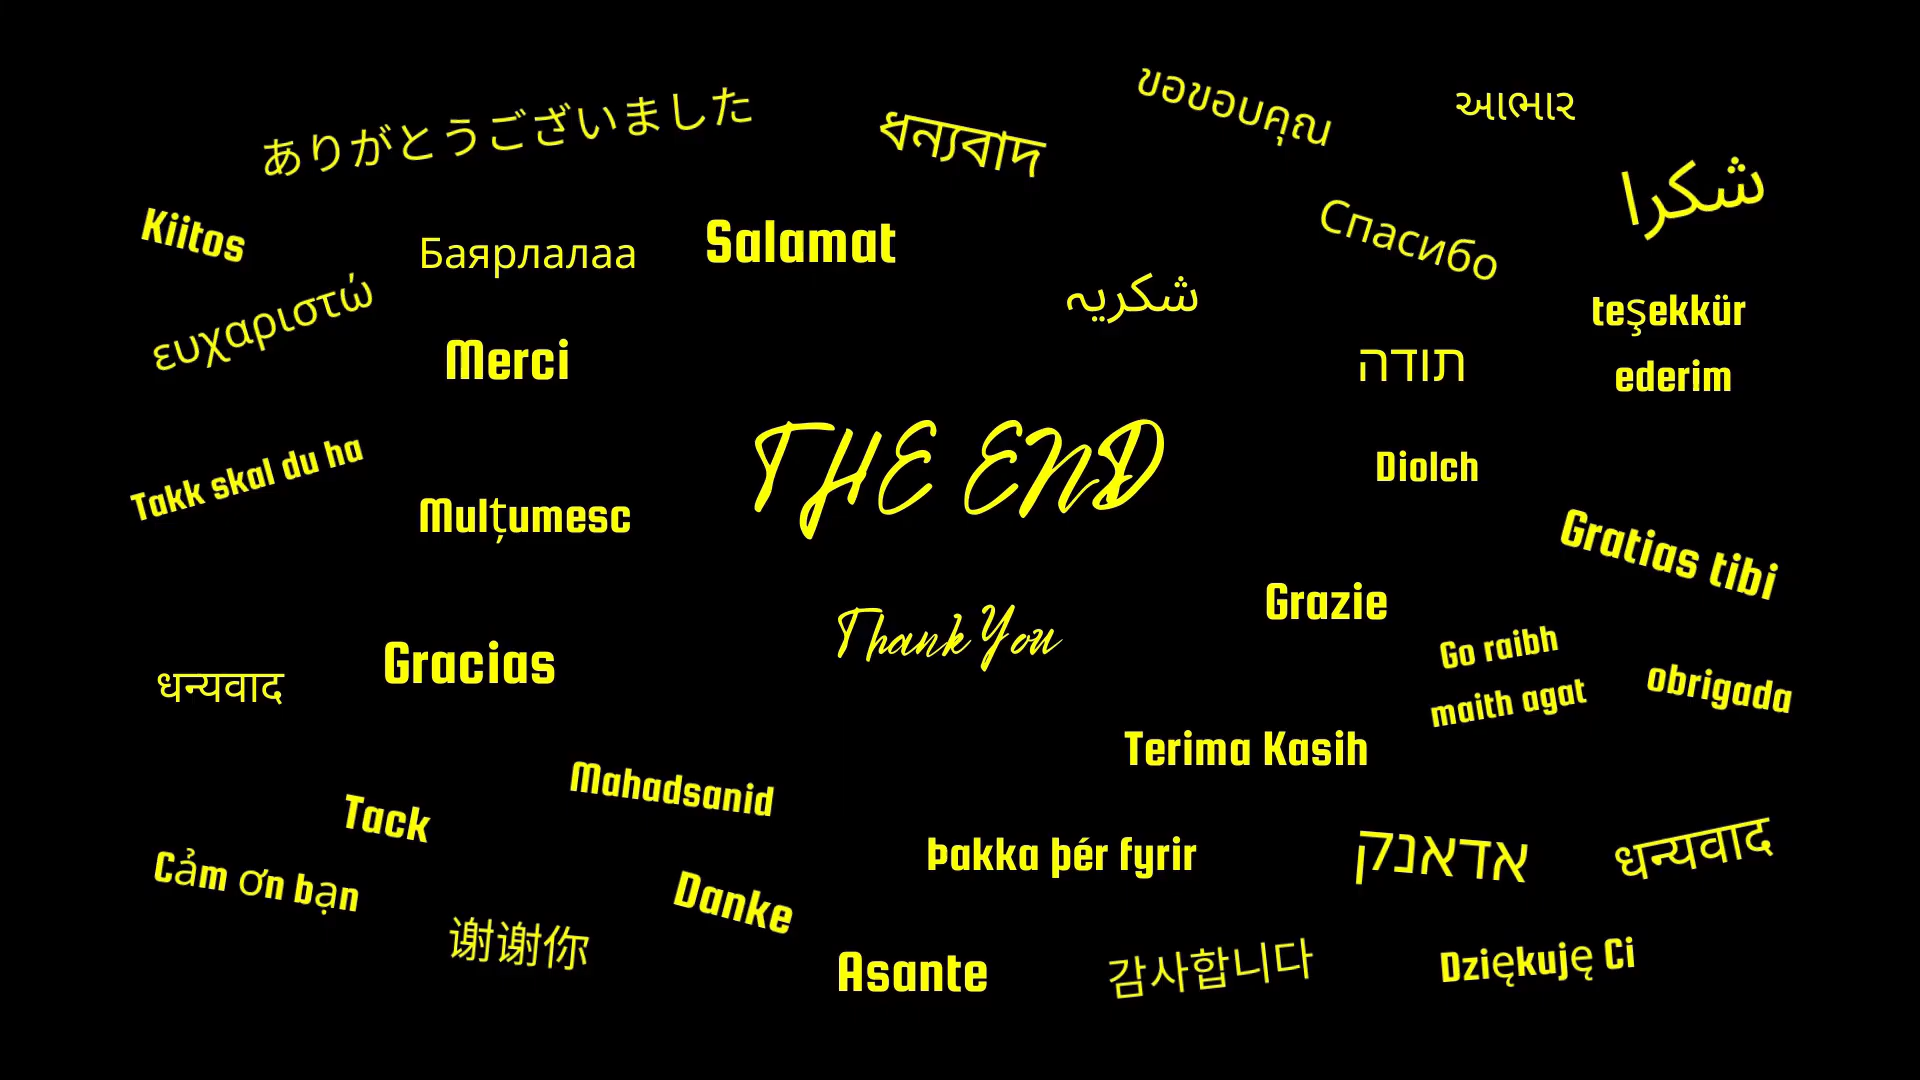 ありがとうございました
ধন্যবাদ
ขอขอบคุณ
આભાર
شكرا
Kiitos
Баярлалаа
Salamat
Спасибо
شکریہ
ευχαριστώ
Merci
teşekkür
ederim
תודה
THE END
Takk skal du ha
Mulțumesc
Diolch
Gratias tibi
Grazie
Thank You
Go raibh
maith agat
obrigada
Gracias
धन्यवाद
Terima Kasih
Mahadsanid
Tack
Cảm ơn bạn
þakka þér fyrir
אדאנק
धन्यवाद
Danke
谢谢你
Asante
감사합니다
Dziękuję Ci